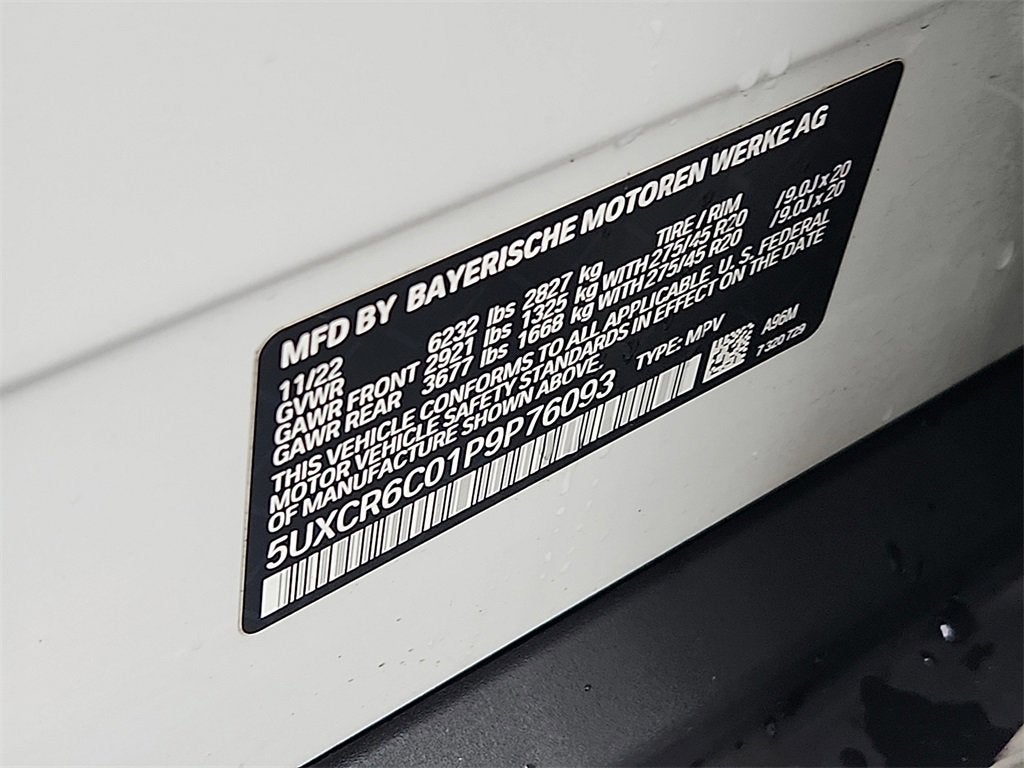 MFD BY BAYERISCHE MOTOREN WERKE AG
11/22 TIRE / RIM
GVWR 6232 lbs 2827 kg
GAWR FRONT 2921 lbs 1325 kg WITH 275/45 R20 /9.0J x 20
GAWR REAR 3677 lbs 1668 kg WITH 275/45 R20 /9.0J x 20
THIS VEHICLE CONFORMS TO ALL APPLICABLE U. S. FEDERAL
MOTOR VEHICLE SAFETY STANDARDS IN EFFECT ON THE DATE
OF MANUFACTURE SHOWN ABOVE.
TYPE: MPV A96M
5UXCR6C01P9P76093 7 320 729